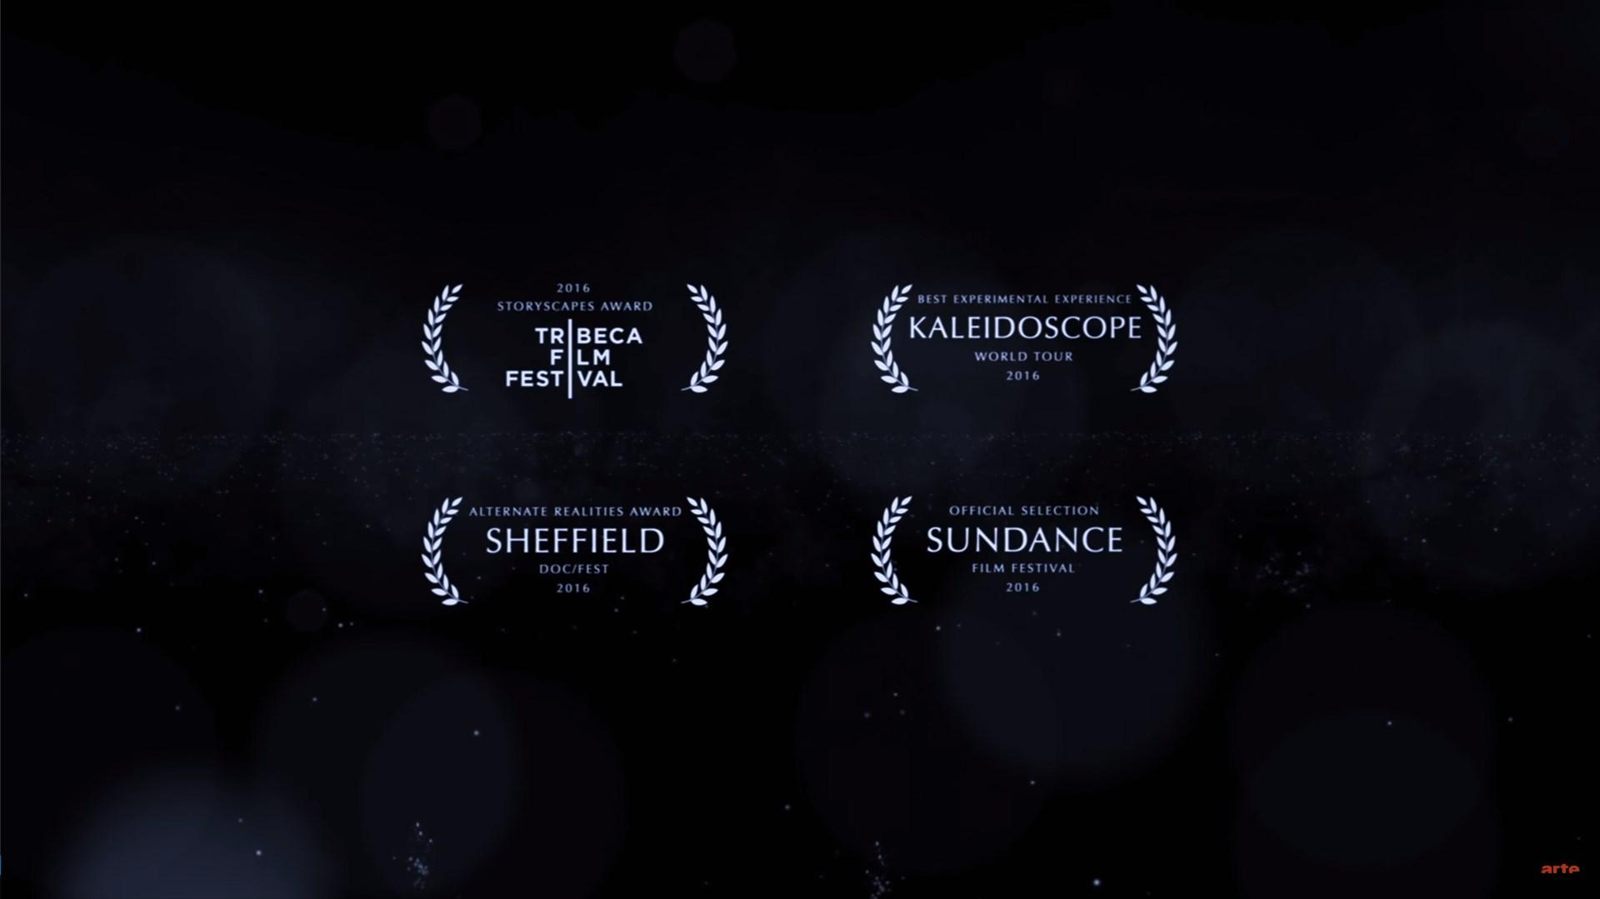 2016
STORYSCAPES AWARD
TRIBECA
FILM
FESTIVAL
BEST EXPERIMENTAL EXPERIENCE
KALEIDOSCOPE
WORLD TOUR
2016
ALTERNATE REALITIES AWARD
SHEFFIELD
DOC/FEST
2016
OFFICIAL SELECTION
SUNDANCE
FILM FESTIVAL
2016
arte